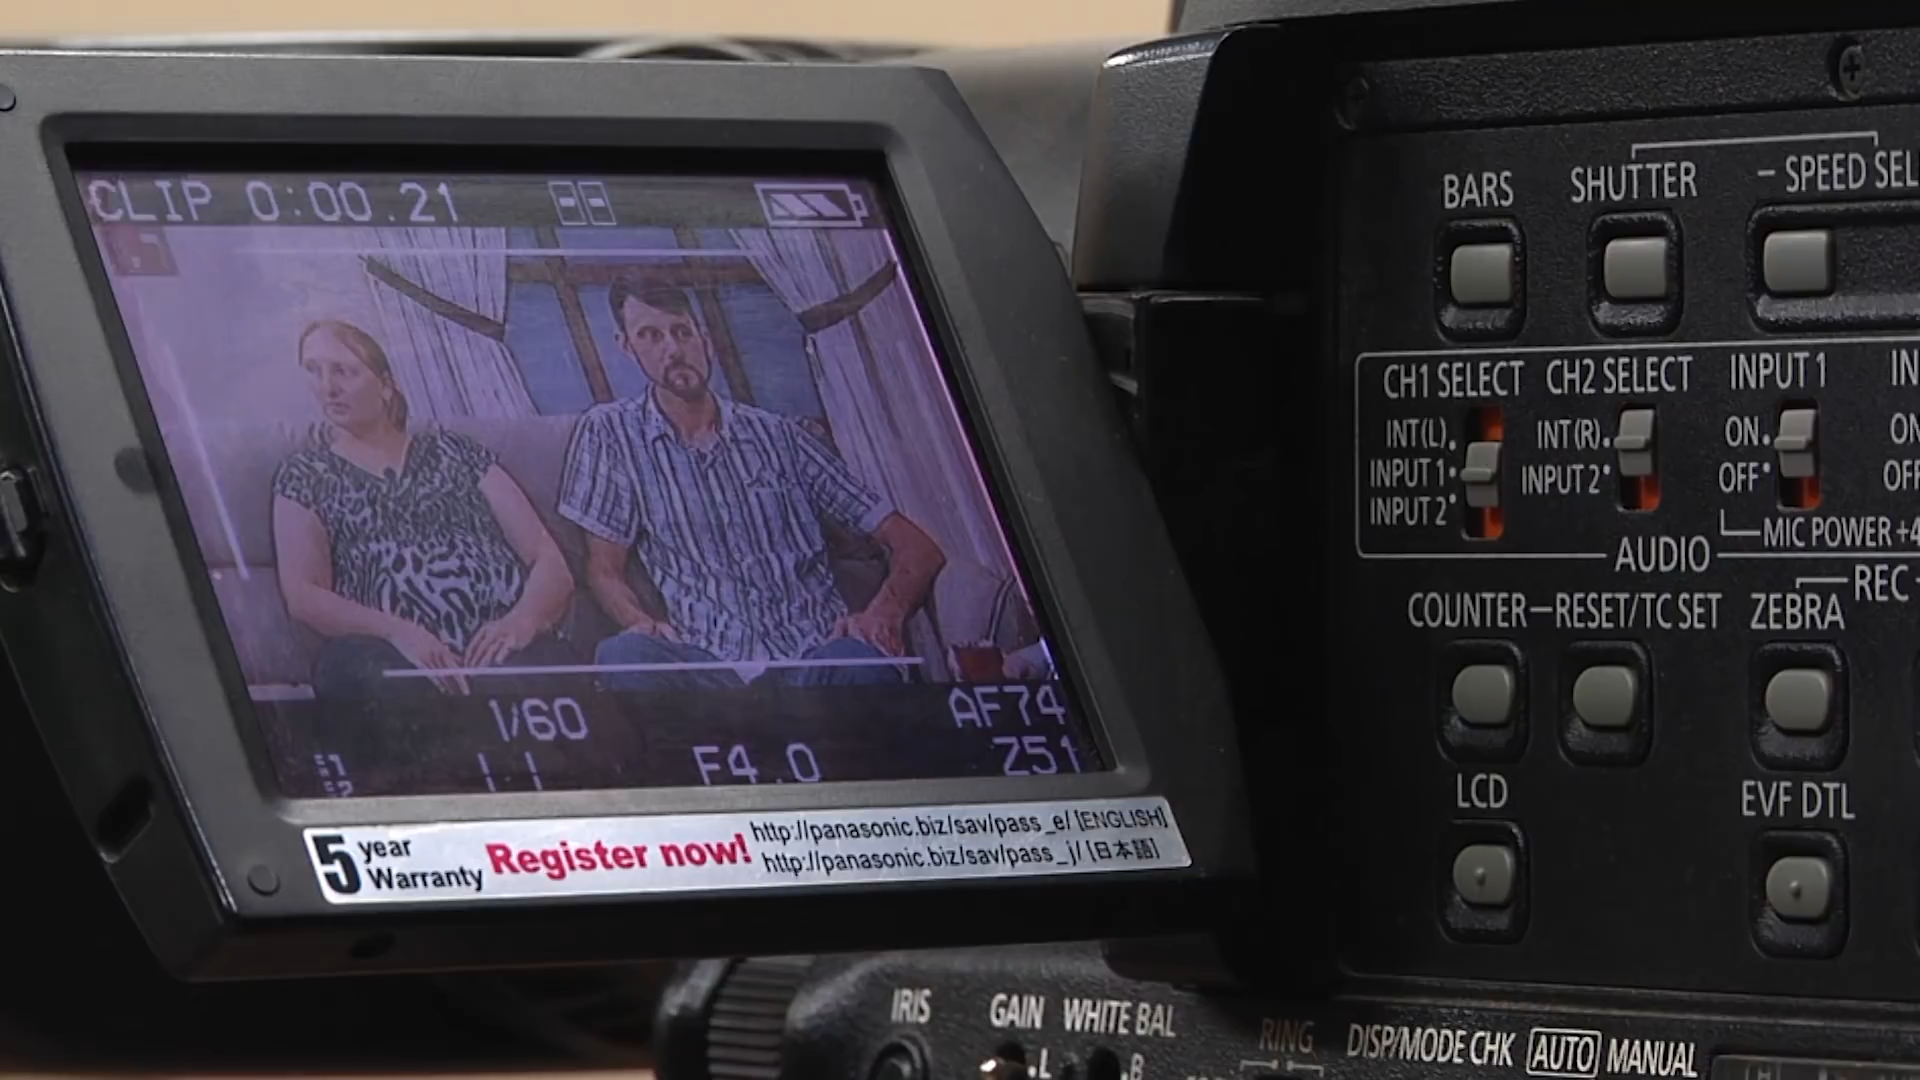 CLIP 0:00.21
1/60
AF74
F4.0
Z51
5 year Warranty
Register now!
http://panasonic.biz/sav/pass_e/ [ENGLISH]
http://panasonic.biz/sav/pass_j/ [日本語]
BARS
SHUTTER
- SPEED SEL
CH1 SELECT
CH2 SELECT
INPUT 1
INT(L)
INPUT 1
INPUT 2
INT(R)
INPUT 2
ON
OFF
MIC POWER +4
AUDIO
REC
COUNTER-RESET/TC SET
ZEBRA
LCD
EVF DTL
IRIS
GAIN
WHITE BAL
L
B
RING
DISP/MODE CHK
AUTO
MANUAL